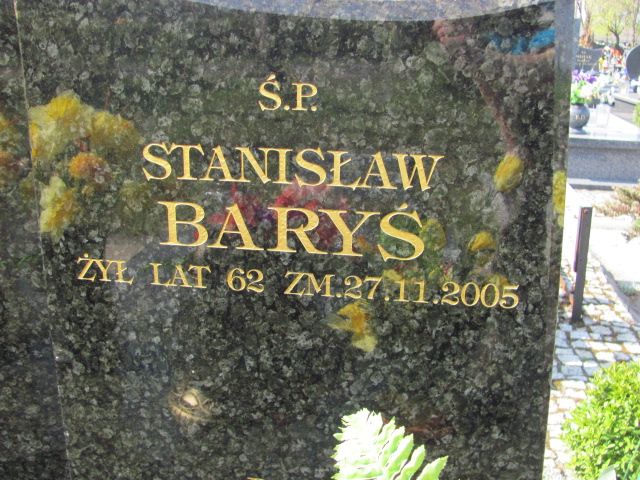 Ś.P.
STANISŁAW
BARYŚ
ŻYŁ LAT 62 ZM.27.11.2005